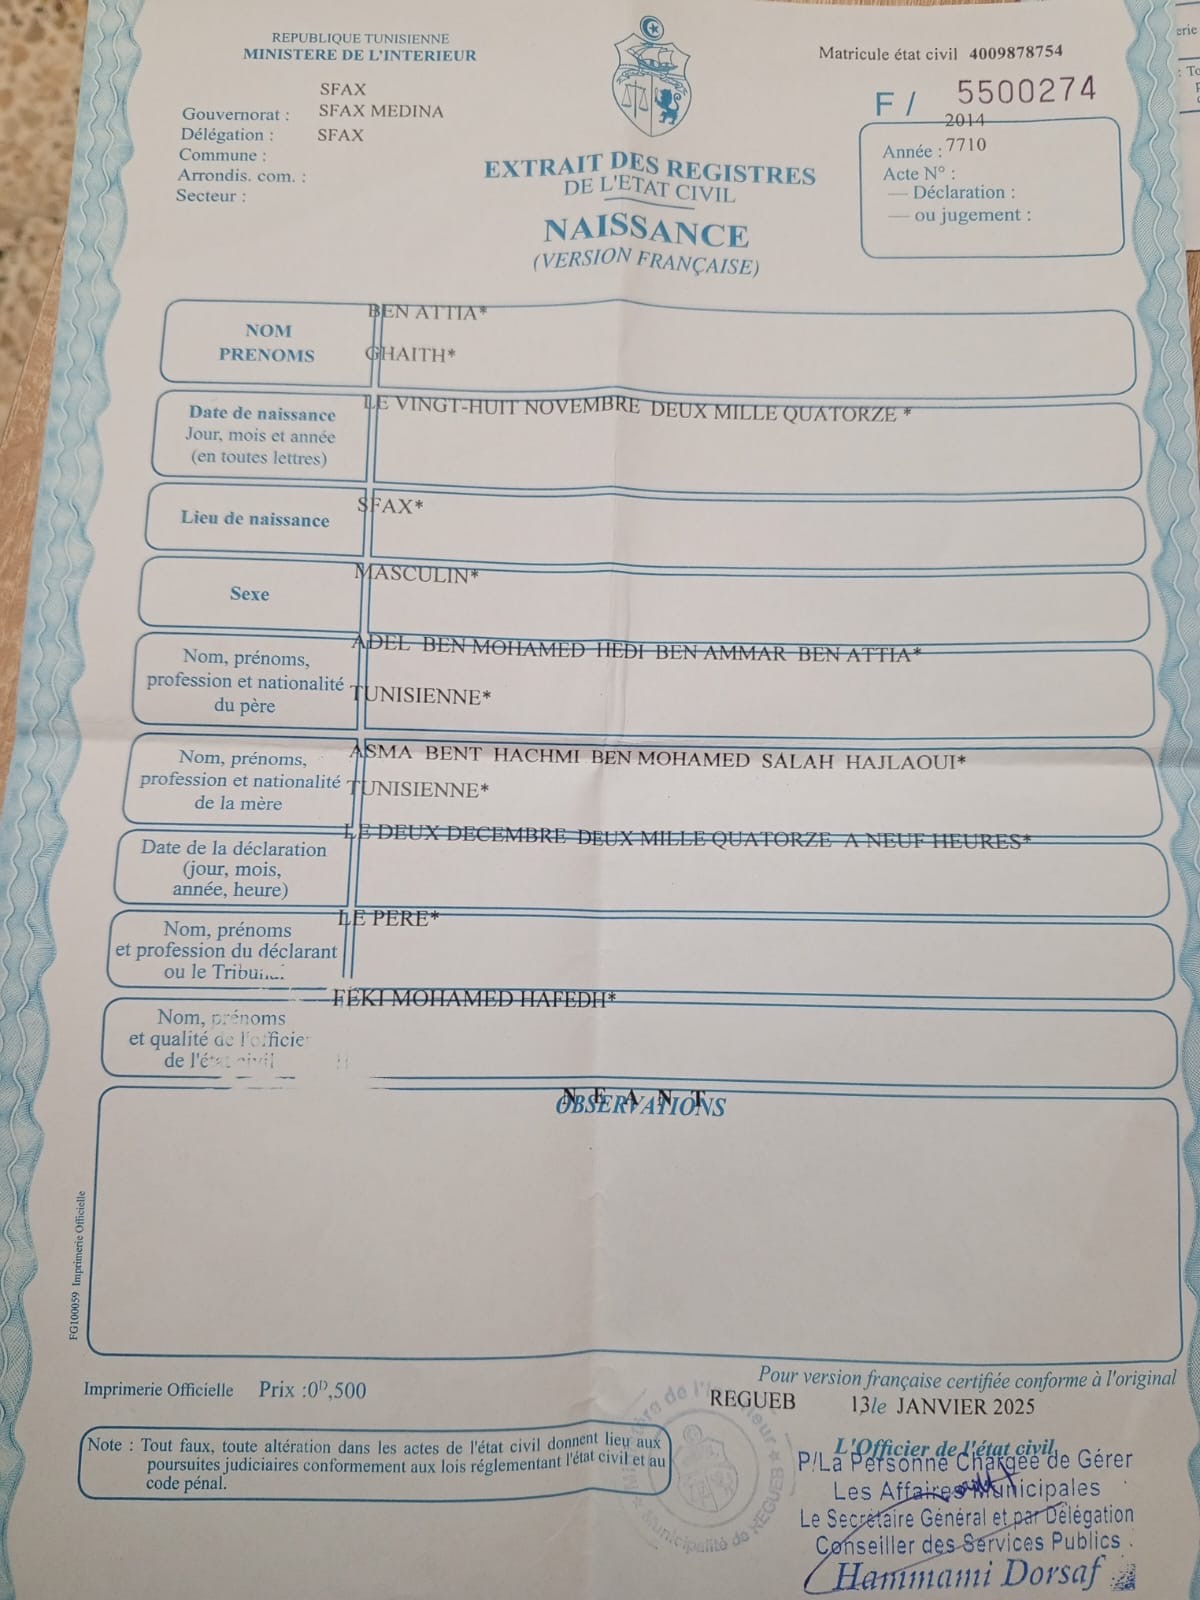 REPUBLIQUE TUNISIENNE
MINISTERE DE L'INTERIEUR
Matricule état civil 4009878754
F / 5500274
SFAX
Gouvernorat : SFAX MEDINA
Délégation : SFAX
Commune :
Arrondis. com. :
Secteur :
2014
Année : 7710
Acte N° :
— Déclaration :
— ou jugement :
EXTRAIT DES REGISTRES
DE L'ETAT CIVIL
NAISSANCE
(VERSION FRANÇAISE)
NOM
PRENOMS
BEN ATTIA*
GHAITH*
Date de naissance
Jour, mois et année
(en toutes lettres)
LE VINGT-HUIT NOVEMBRE DEUX MILLE QUATORZE *
Lieu de naissance
SFAX*
Sexe
MASCULIN*
Nom, prénoms,
profession et nationalité
du père
ADEL BEN MOHAMED HEDI BEN AMMAR BEN ATTIA*
TUNISIENNE*
Nom, prénoms,
profession et nationalité
de la mère
ASMA BENT HACHMI BEN MOHAMED SALAH HAJLAOUI*
TUNISIENNE*
Date de la déclaration
(jour, mois,
année, heure)
LE DEUX DECEMBRE DEUX MILLE QUATORZE A NEUF HEURES*
Nom, prénoms
et profession du déclarant
ou le
LE PERE*
Nom, prénoms
et qualité de l'officier
de l'état civil
FEKI MOHAMED HAFEDH*
OBSERVATIONS
NEANT
FG100059 Imprimerie Officielle
Imprimerie Officielle Prix :0D,500
Pour version française certifiée conforme à l'original
REGUEB 13 le JANVIER 2025
Note : Tout faux, toute altération dans les actes de l'état civil donnent lieu aux
poursuites judiciaires conformement aux lois réglementant l'état civil et au
code pénal.
Municipalité de REGUEB
L'Officier de l'état civil,
P/La Personne Chargée de Gérer
Les Affaires Municipales
Le Secrétaire Général et par Délégation
Conseiller des Services Publics
Hammami Dorsaf